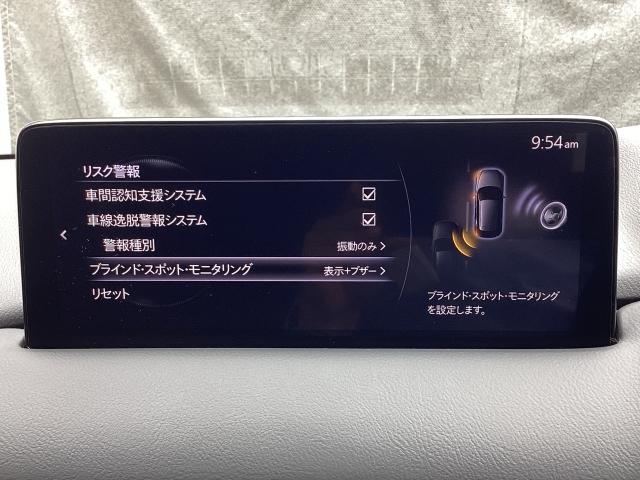 9:54am
リスク警報
車間認知支援システム
車線逸脱警報システム
警報種別 振動のみ
ブラインド・スポット・モニタリング 表示+ブザー
リセット
ブラインド・スポット・モニタリング
を設定します。